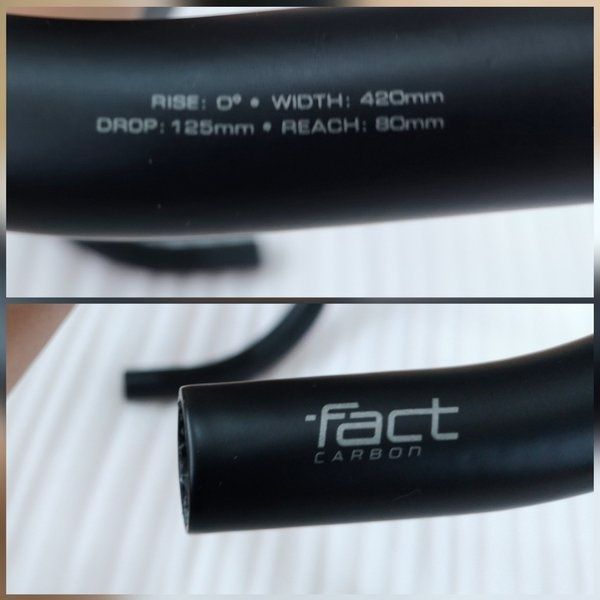 RISE: 0° • WIDTH: 420mm
DROP: 125mm • REACH: 80mm
fact
CARBON